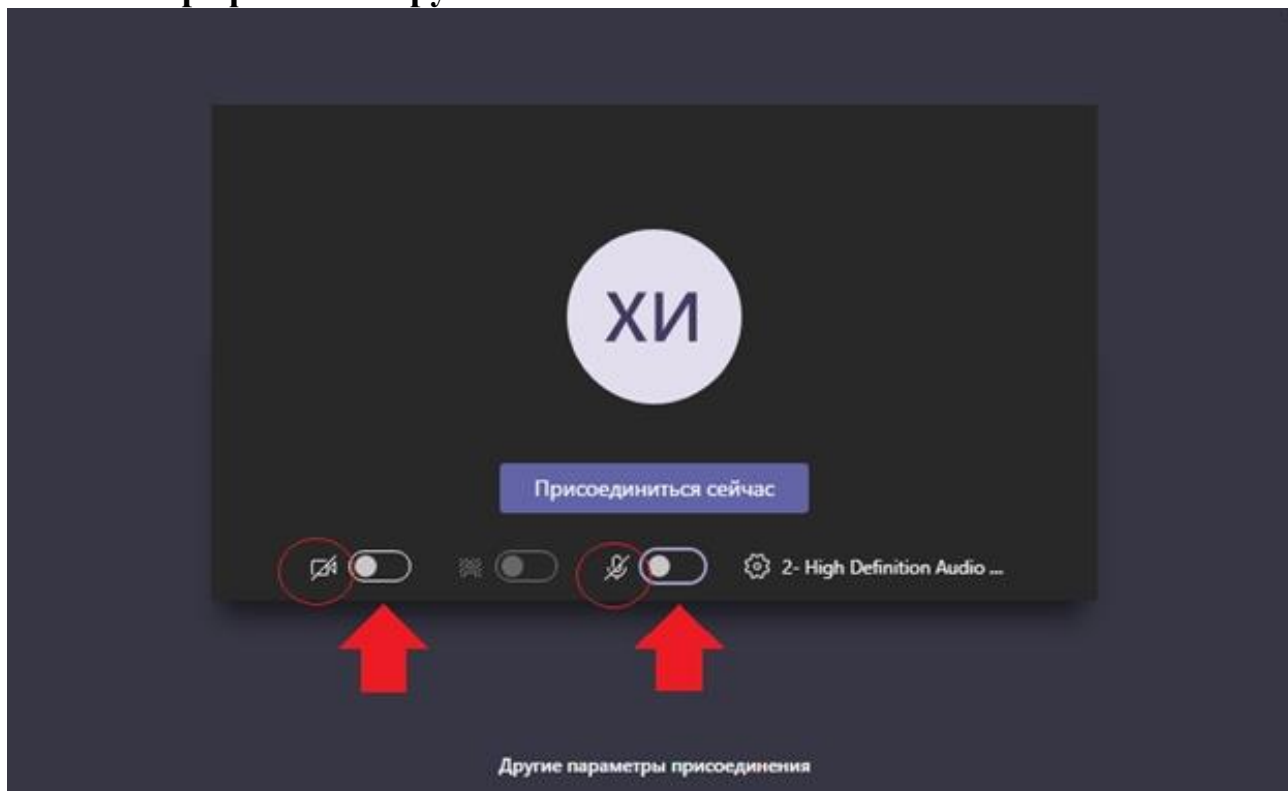 ХИ
Присоединиться сейчас
2- High Definition Audio ...
Другие параметры присоединения